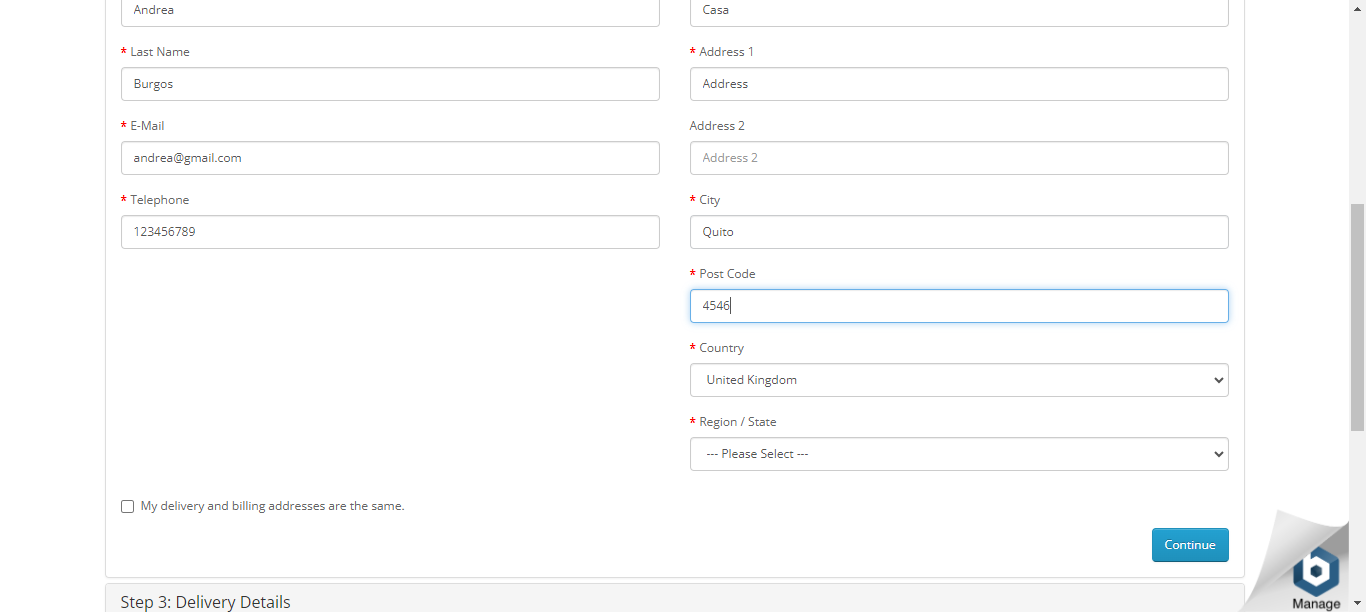 Andrea
* Last Name
Burgos
* E-Mail
andrea@gmail.com
* Telephone
123456789
Casa
* Address 1
Address
Address 2
Address 2
* City
Quito
* Post Code
4546
* Country
United Kingdom
* Region / State
--- Please Select ---
My delivery and billing addresses are the same.
Continue
Step 3: Delivery Details
b
Manage